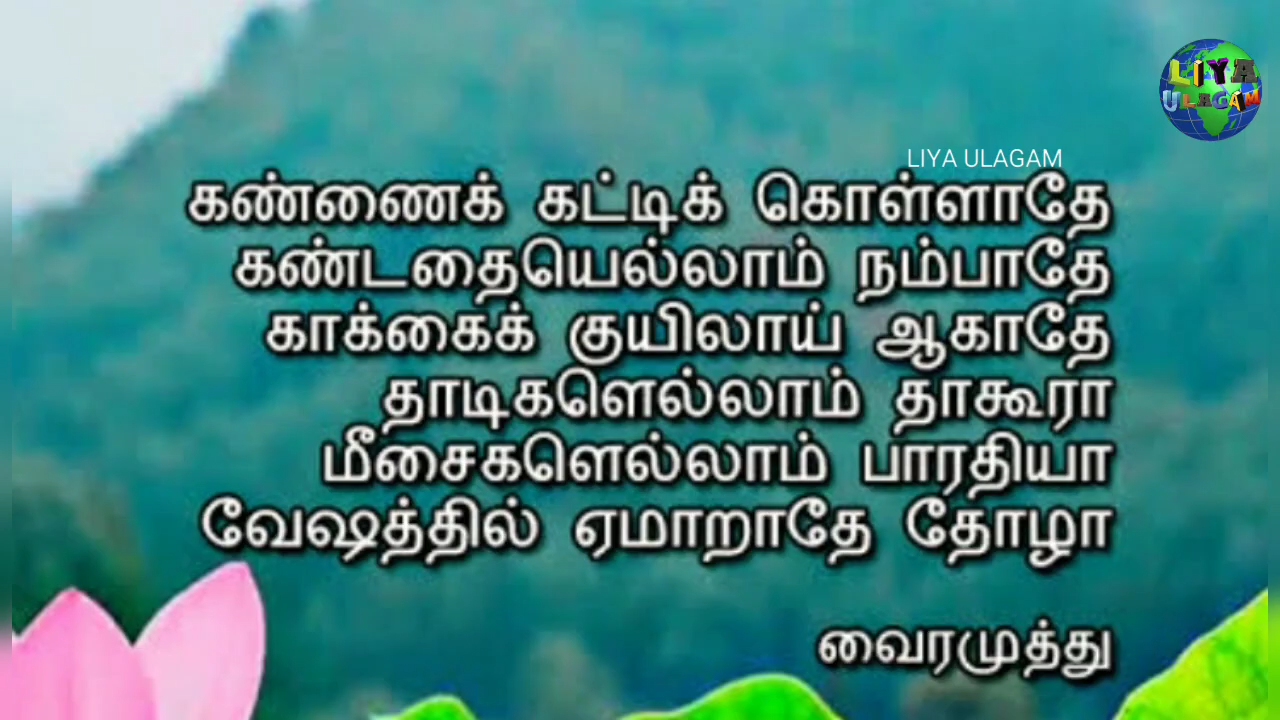 LIYA
ULAGAM
LIYA ULAGAM
கண்ணைக் கட்டிக் கொள்ளாதே
கண்டதையெல்லாம் நம்பாதே
காக்கைக் குயிலாய் ஆகாதே
தாடிகளெல்லாம் தாகூரா
மீசைகளெல்லாம் பாரதியா
வேஷத்தில் ஏமாறாதே தோழா
வைரமுத்து